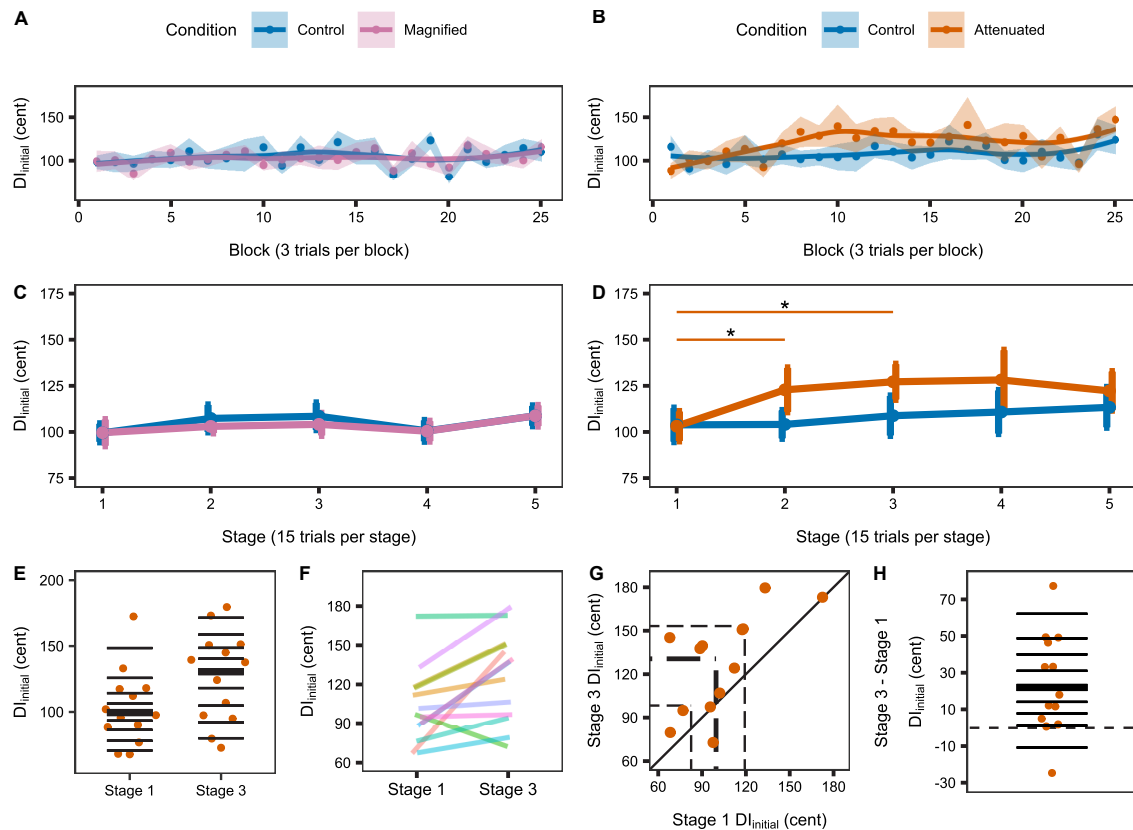 A
Condition Control Magnified
DIinitial (cent)
150
100
0 5 10 15 20 25
Block (3 trials per block)
B
Condition Control Attenuated
DIinitial (cent)
150
100
0 5 10 15 20 25
Block (3 trials per block)
C
DIinitial (cent)
175
150
125
100
75
1 2 3 4 5
Stage (15 trials per stage)
D
DIinitial (cent)
175
150
125
100
75
*
*
1 2 3 4 5
Stage (15 trials per stage)
E
DIinitial (cent)
200
100
Stage 1 Stage 3
F
DIinitial (cent)
180
150
120
90
60
Stage 1 Stage 3
G
Stage 3 DIinitial (cent)
180
150
120
90
60
60 90 120 150 180
Stage 1 DIinitial (cent)
H
Stage 3 - Stage 1
DIinitial (cent)
70
50
30
10
-10
-30